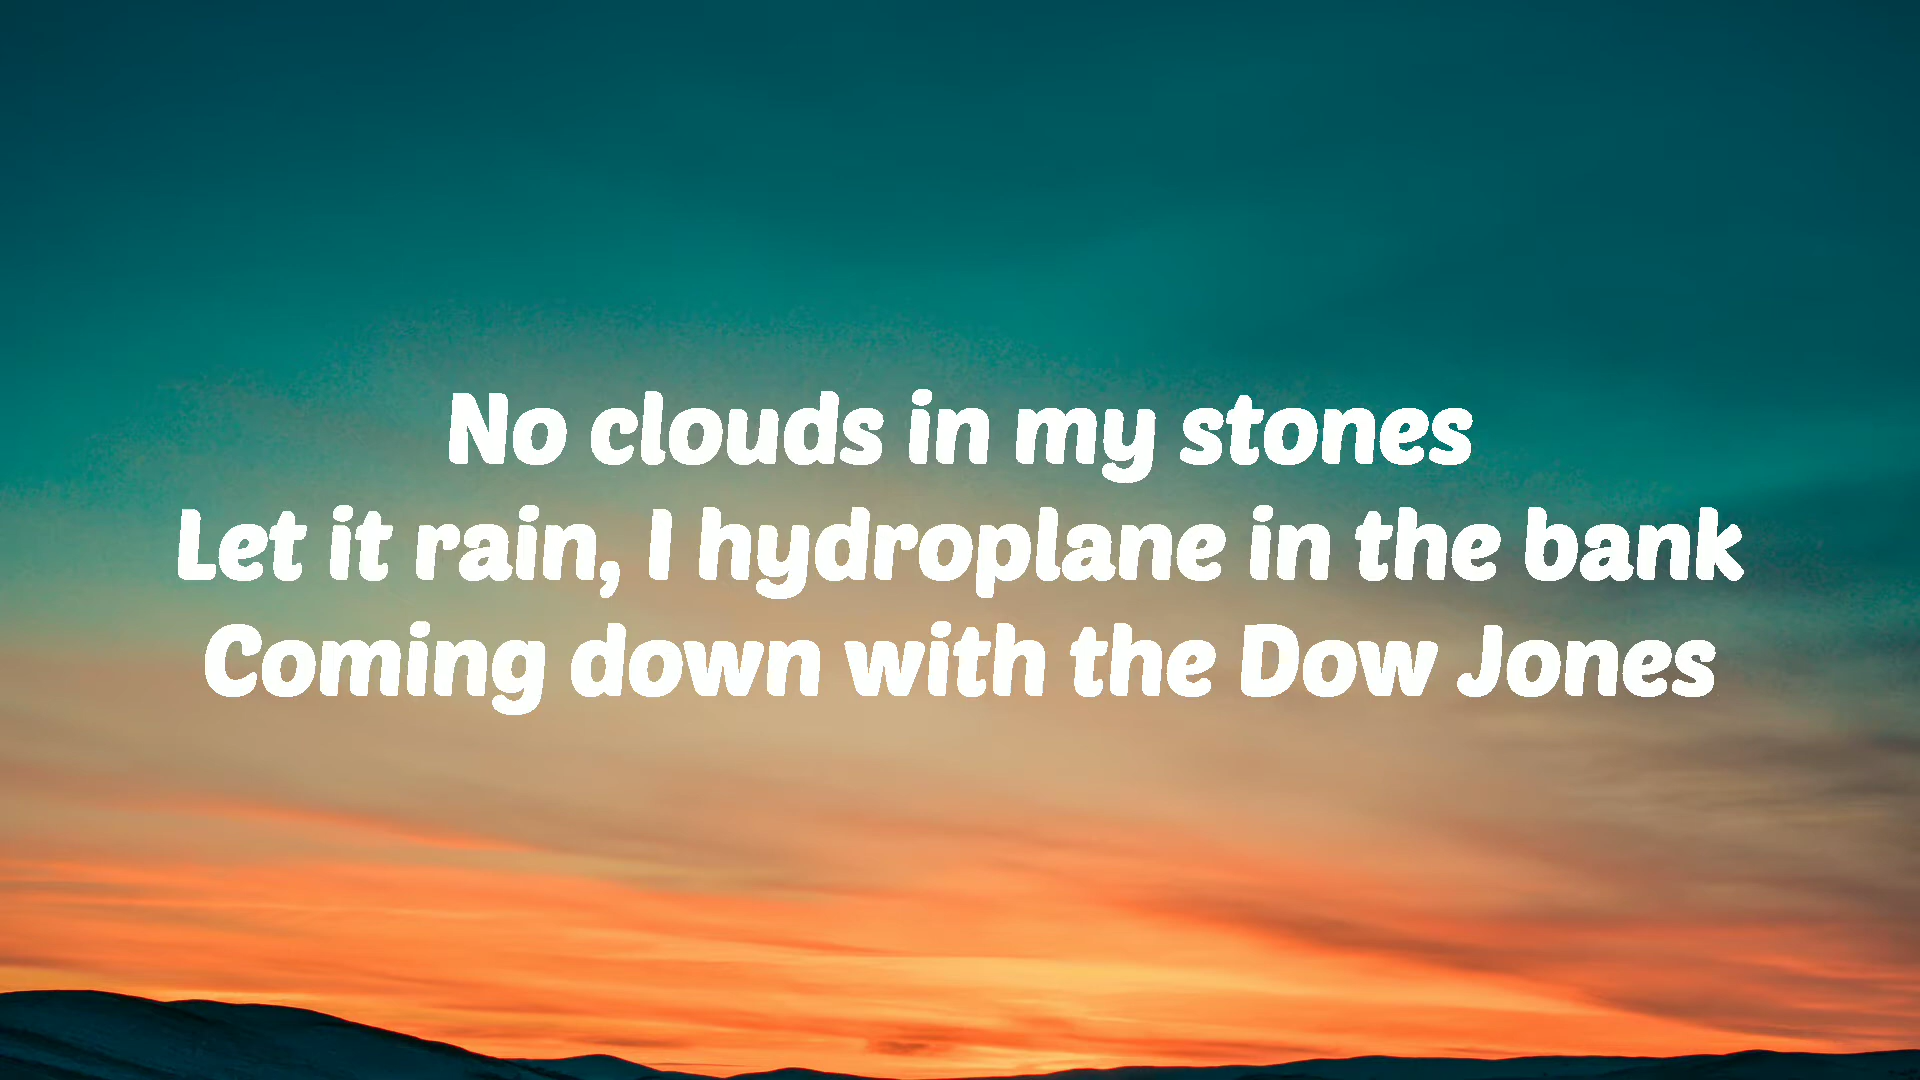 No clouds in my stones
Let it rain, I hydroplane in the bank
Coming down with the Dow Jones